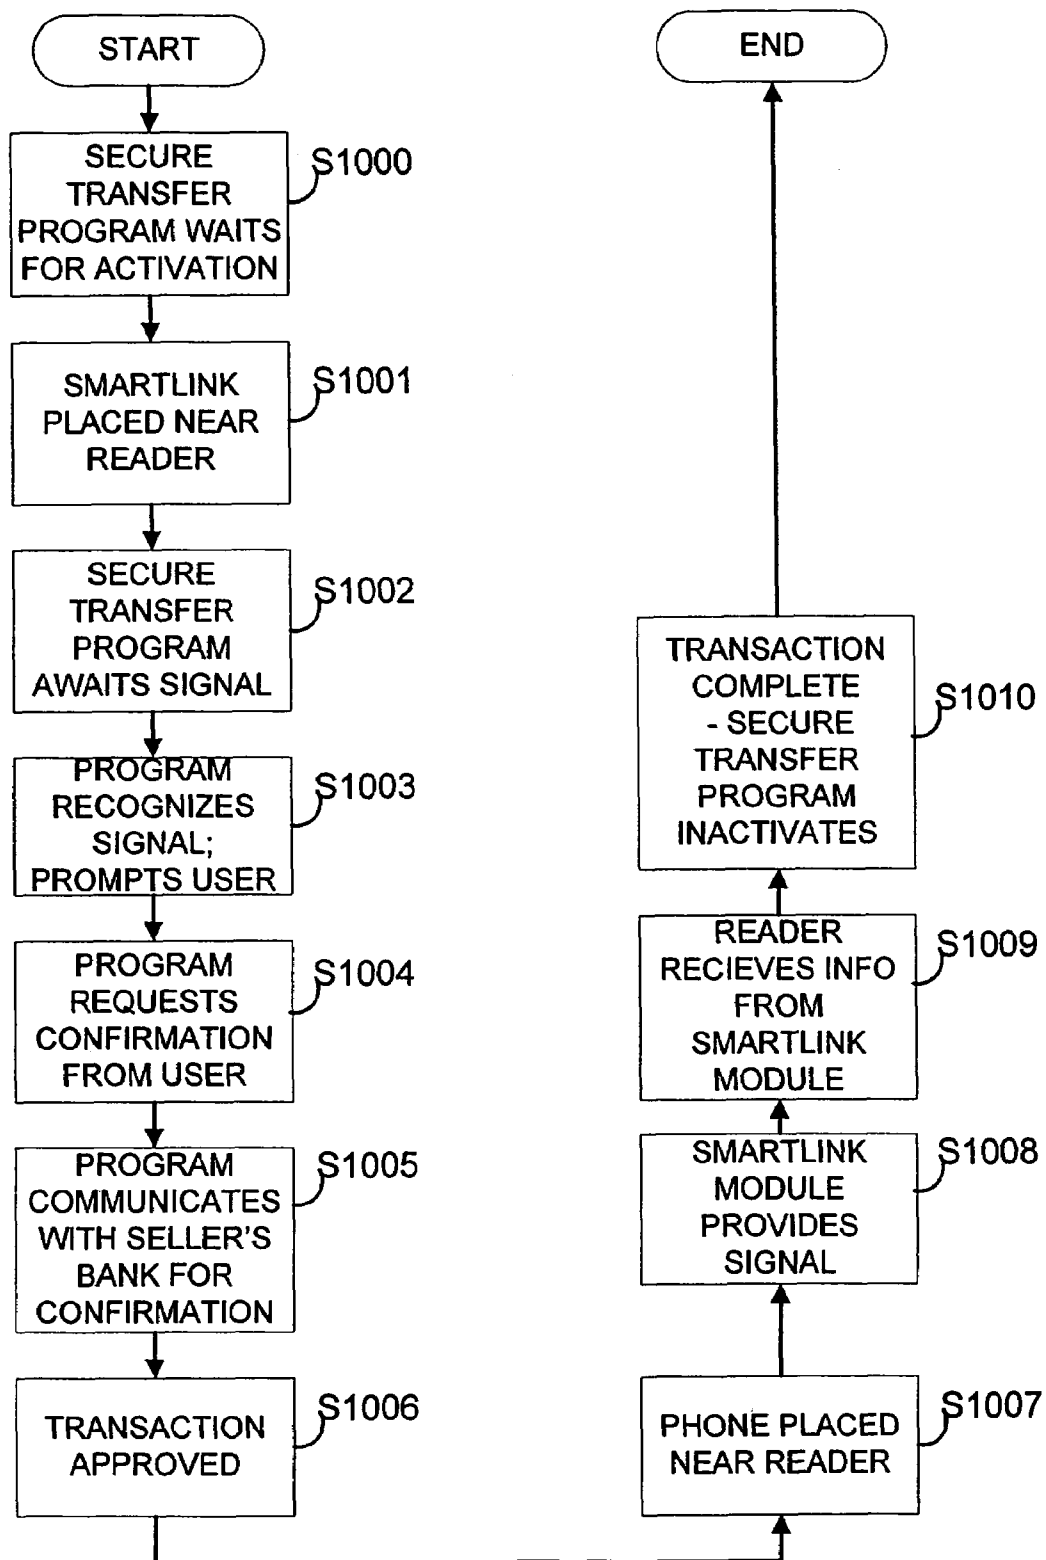 START
SECURE
TRANSFER
PROGRAM WAITS
FOR ACTIVATION
S1000
SMARTLINK
PLACED NEAR
READER
S1001
SECURE
TRANSFER
PROGRAM
AWAITS SIGNAL
S1002
PROGRAM
RECOGNIZES
SIGNAL;
PROMPTS USER
S1003
PROGRAM
REQUESTS
CONFIRMATION
FROM USER
S1004
PROGRAM
COMMUNICATES
WITH SELLER'S
BANK FOR
CONFIRMATION
S1005
TRANSACTION
APPROVED
S1006
PHONE PLACED
NEAR READER
S1007
SMARTLINK
MODULE
PROVIDES
SIGNAL
S1008
READER
RECIEVES INFO
FROM
SMARTLINK
MODULE
S1009
TRANSACTION
COMPLETE
- SECURE
TRANSFER
PROGRAM
INACTIVATES
S1010
END